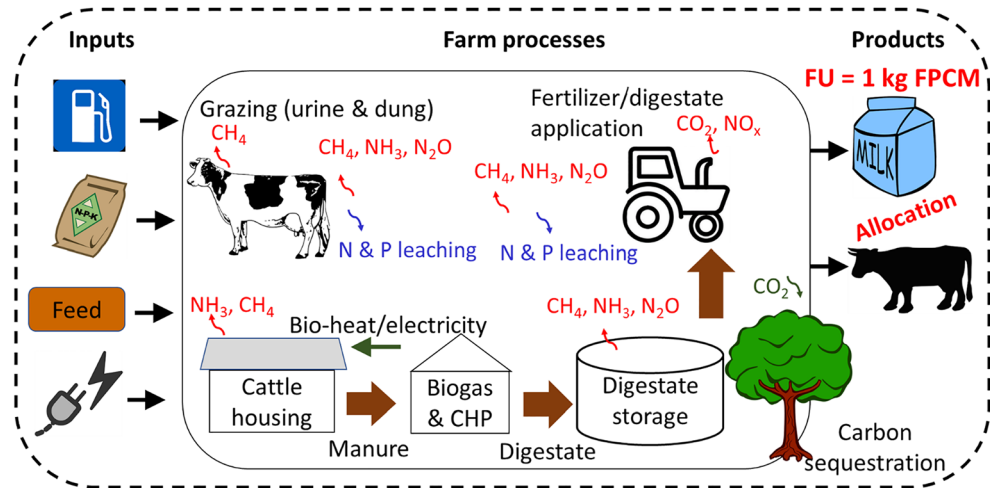 Inputs
Farm processes
Products
FU = 1 kg FPCM
Grazing (urine & dung)
CH₄
CH₄, NH₃, N₂O
N & P leaching
Fertilizer/digestate
application
CO₂, NOₓ
CH₄, NH₃, N₂O
N & P leaching
MILK
N-P-K
Allocation
Feed
NH₃, CH₄
Bio-heat/electricity
CH₄, NH₃, N₂O
CO₂
Cattle
housing
Biogas
& CHP
Digestate
storage
Manure
Digestate
Carbon
sequestration